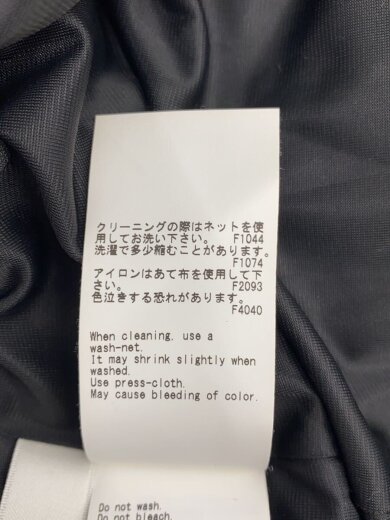 クリーニングの際はネットを使
用してお洗い下さい。 F1044
洗濯で多少縮むことがあります。
F1074
アイロンはあて布を使用して下
さい。 F2093
色泣きする恐れがあります。
F4040
When cleaning, use a
wash-net.
It may shrink slightly when
washed.
Use press-cloth.
May cause bleeding of color.
Do not wash.
Do not bleach.